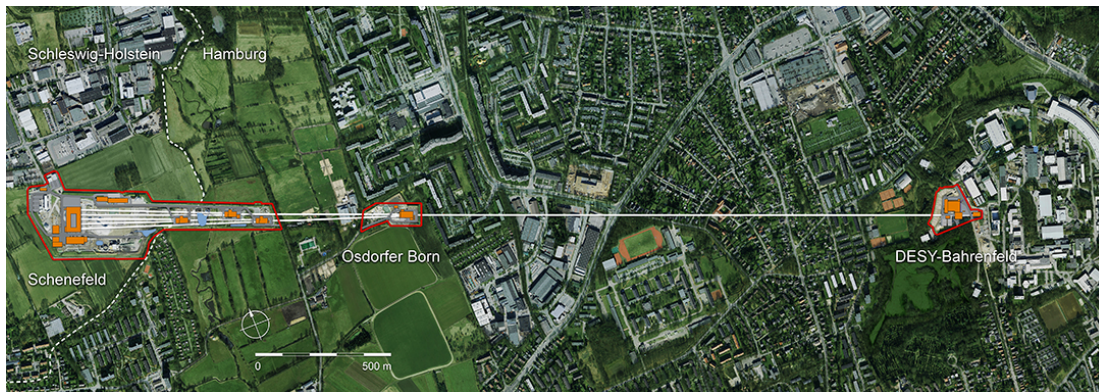 Schleswig-Holstein
Hamburg
Schenefeld
Osdorfer Born
DESY-Bahrenfeld
0
500 m